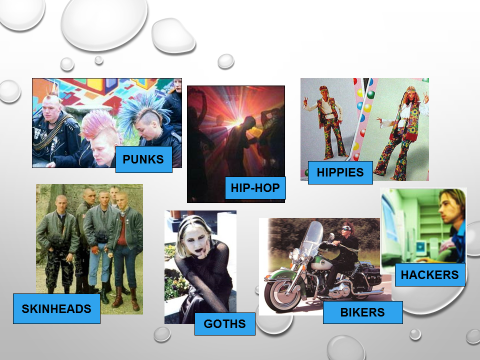 PUNKS
HIP-HOP
HIPPIES
SKINHEADS
GOTHS
BIKERS
HACKERS